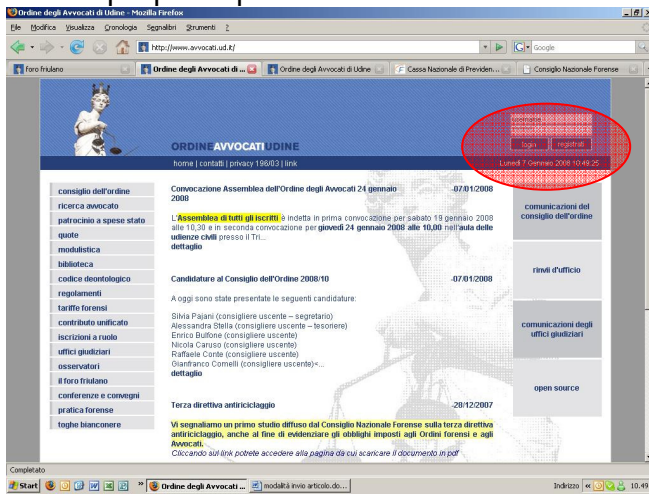 Ordine degli Avvocati di Udine - Mozilla Firefox
File Modifica Visualizza Cronologia Segnalibri Strumenti ?
http://www.avvocati.ud.it/
Google
foro friulano
Ordine degli Avvocati di ...
Ordine degli Avvocati di Udine
Cassa Nazionale di Previden...
Consiglio Nazionale Forense
login registrati
ORDINEAVVOCATIUDINE
home | contatti | privacy 196/03 | link
Lunedì 7 Gennaio 2008 10:49:25
consiglio dell'ordine
ricerca avvocato
patrocinio a spese stato
quote
modulistica
biblioteca
codice deontologico
regolamenti
tariffe forensi
contributo unificato
iscrizioni a ruolo
uffici giudiziari
osservatori
il foro friulano
conferenze e convegni
pratica forense
toghe bianconere
Convocazione Assemblea dell'Ordine degli Avvocati 24 gennaio -07/01/2008
2008
L'Assemblea di tutti gli iscritti è indetta in prima convocazione per sabato 19 gennaio 2008
alle 10,30 e in seconda convocazione per giovedì 24 gennaio 2008 alle 10,00 nell'aula delle
udienze civili presso il Tri...
dettaglio
Candidature al Consiglio dell'Ordine 2008/10 -07/01/2008
A oggi sono state presentate le seguenti candidature:
Silvia Pajani (consigliere uscente – segretario)
Alessandra Stella (consigliere uscente – tesoriere)
Enrico Bulfone (consigliere uscente)
Nicola Caruso (consigliere uscente)
Raffaele Conte (consigliere uscente)
Gianfranco Comelli (consigliere uscente)<...
dettaglio
Terza direttiva antiriciclaggio -28/12/2007
Vi segnaliamo un primo studio diffuso dal Consiglio Nazionale Forense sulla terza direttiva
antiriciclaggio, anche al fine di evidenziare gli obblighi imposti agli Ordini forensi e agli
Avvocati.
Cliccando sul link potrete accedere alla pagina da cui scaricare il documento in pdf
comunicazioni del
consiglio dell'ordine
rinvii d'ufficio
comunicazioni degli
uffici giudiziari
open source
Completato
Start
Ordine degli Avvocati ...
modalità invio articolo.do...
Indirizzo
10.49